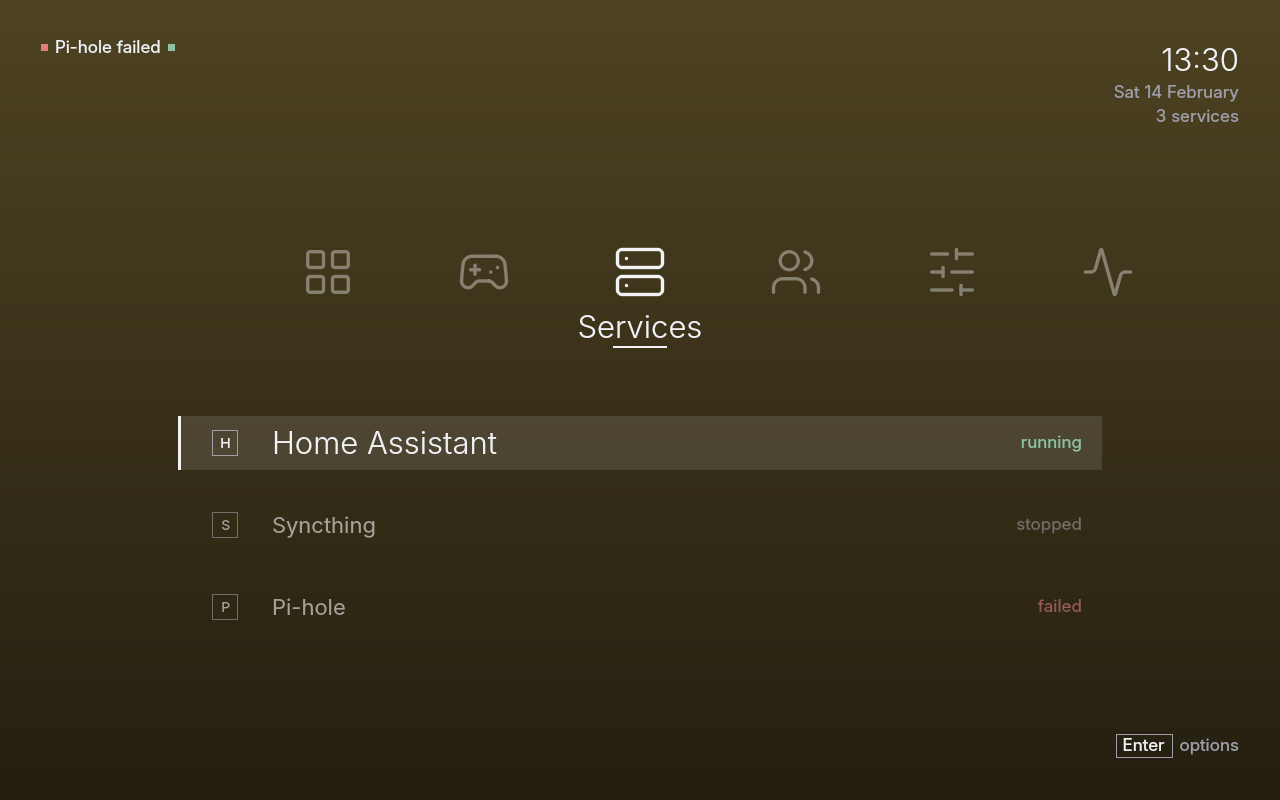 Pi-hole failed
13:30
Sat 14 February
3 services
Services
H Home Assistant running
S Syncthing stopped
P Pi-hole failed
Enter options